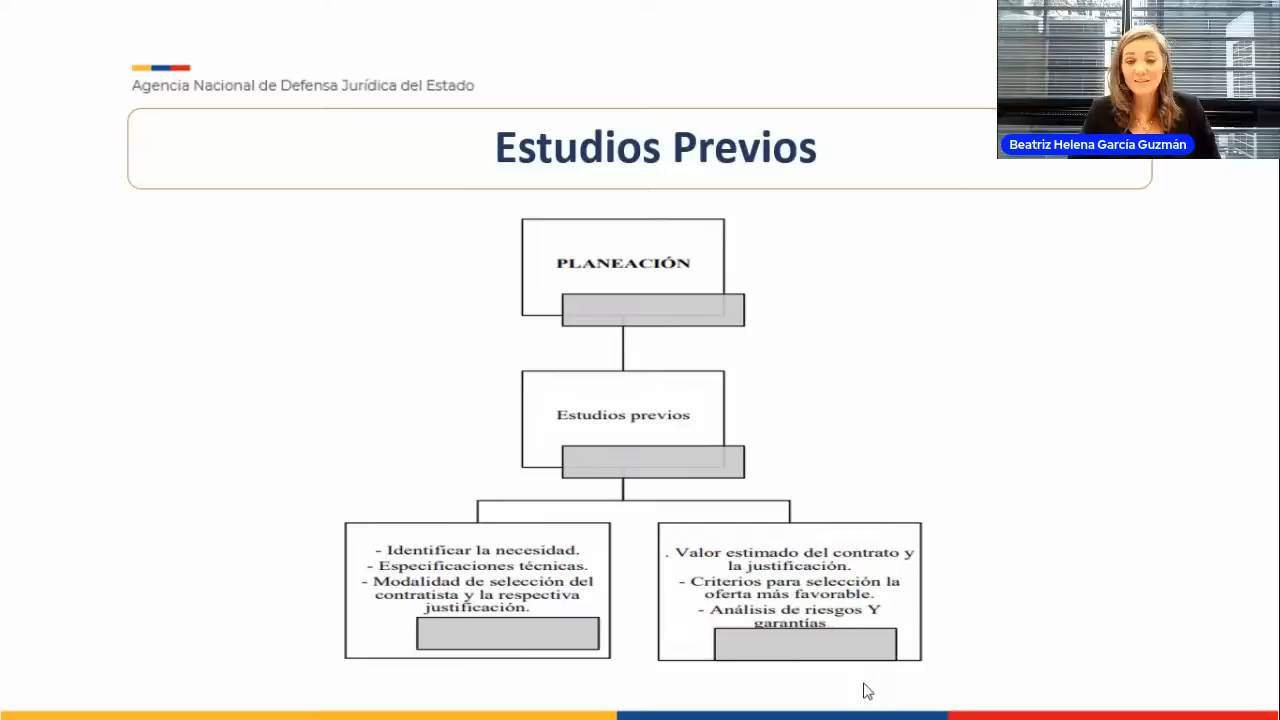 Agencia Nacional de Defensa Jurídica del Estado
Estudios Previos
Beatriz Helena García Guzmán
PLANEACIÓN
Estudios previos
- Identificar la necesidad.
- Especificaciones técnicas.
- Modalidad de selección del
contratista y la respectiva
justificación.
. Valor estimado del contrato y
la justificación.
- Criterios para selección la
oferta más favorable.
- Análisis de riesgos Y
garantías